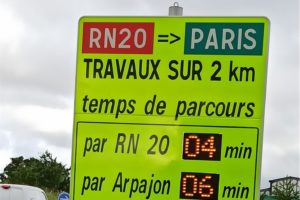 RN20 => PARIS
TRAVAUX SUR 2 km
temps de parcours
par RN 20 04 min
par Arpajon 06 min